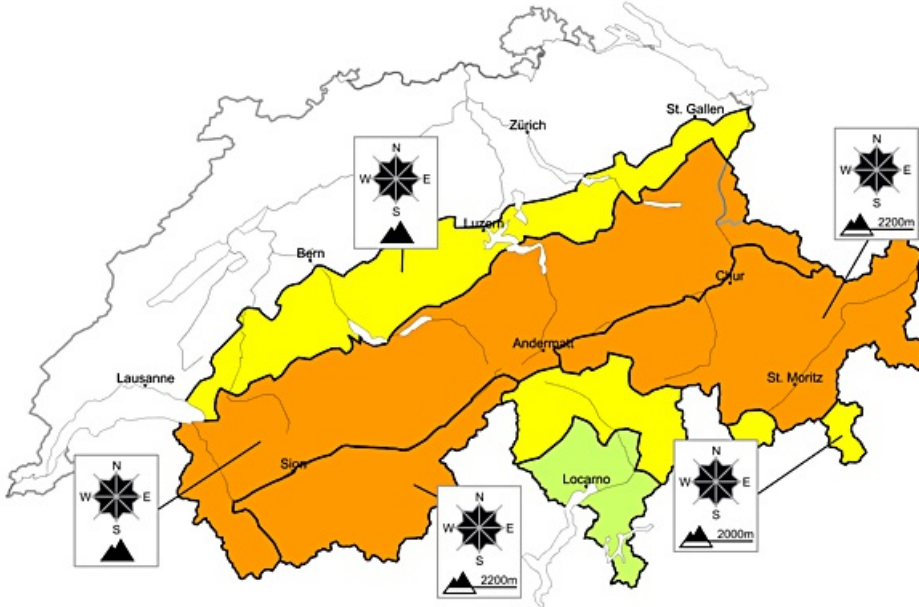 St. Gallen
Zürich
N
W E
S
N
W E
S
2200m
Luzern
Bern
Chur
Andermatt
Lausanne
St. Moritz
Sion
N
W E
S
Locarno
N
W E
S
2000m
N
W E
S
2200m